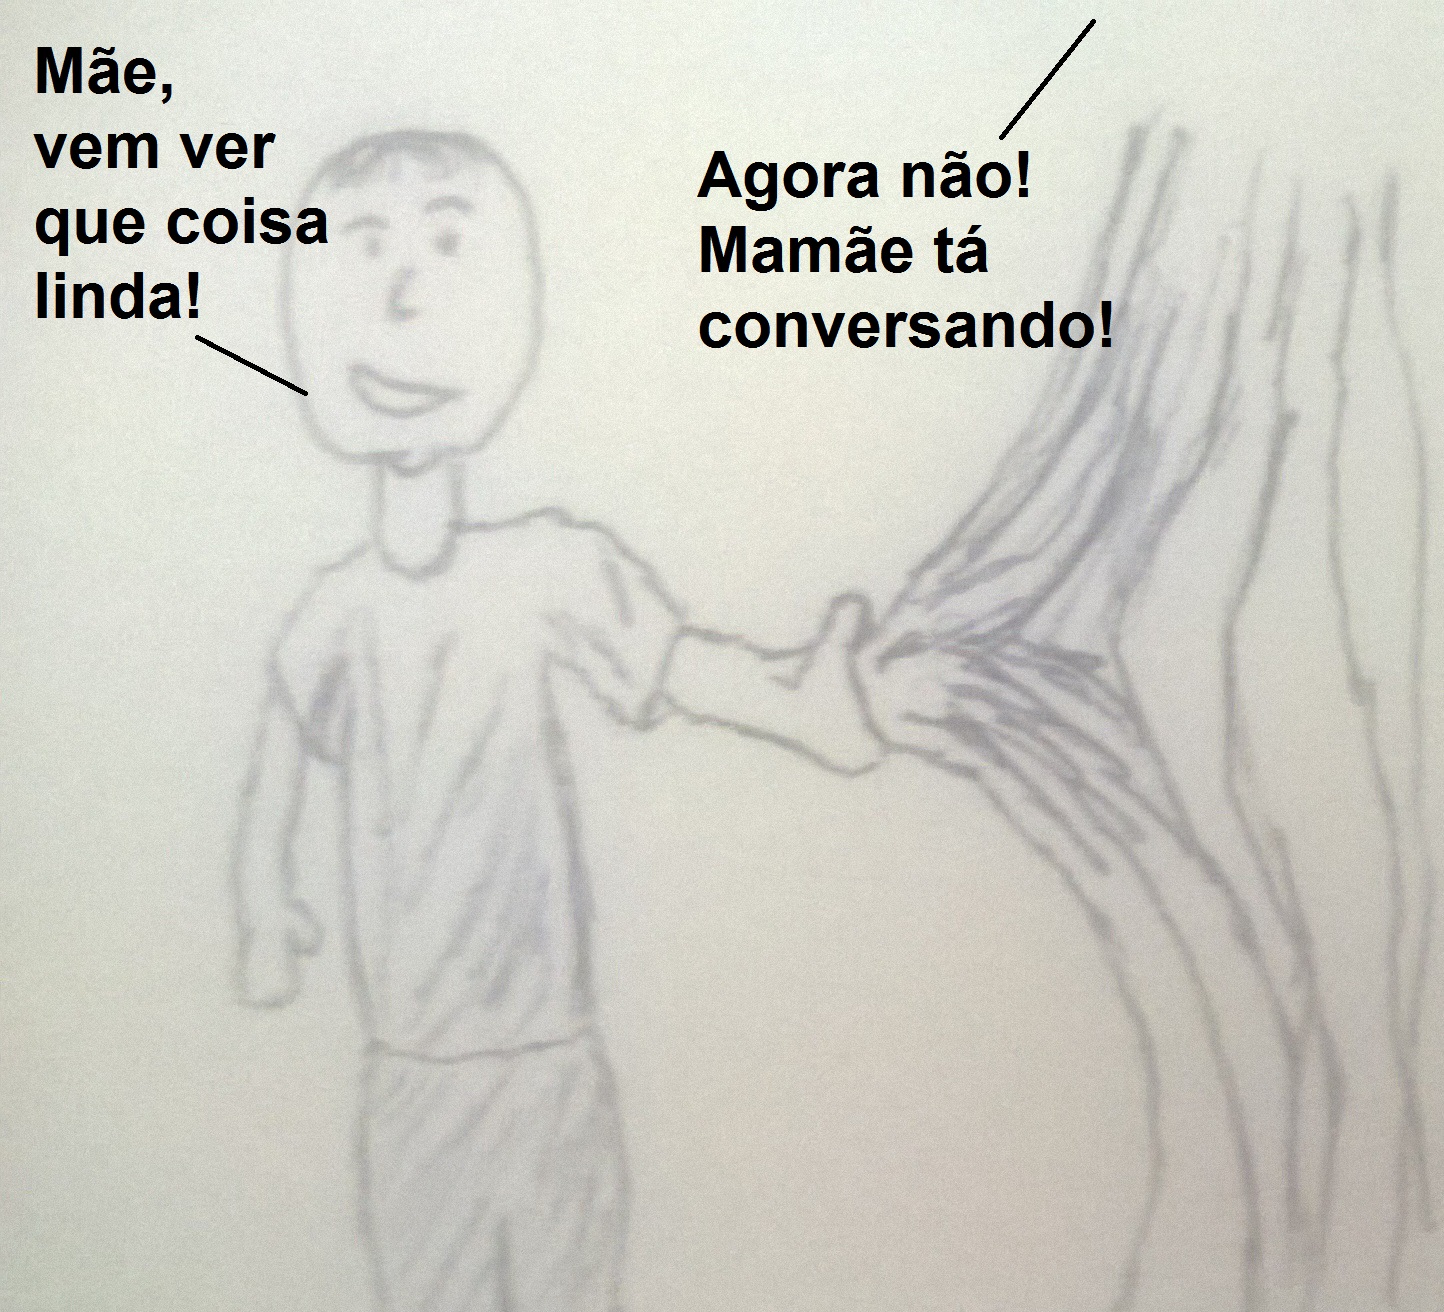 Mãe,
vem ver
que coisa
linda!
Agora não!
Mamãe tá
conversando!